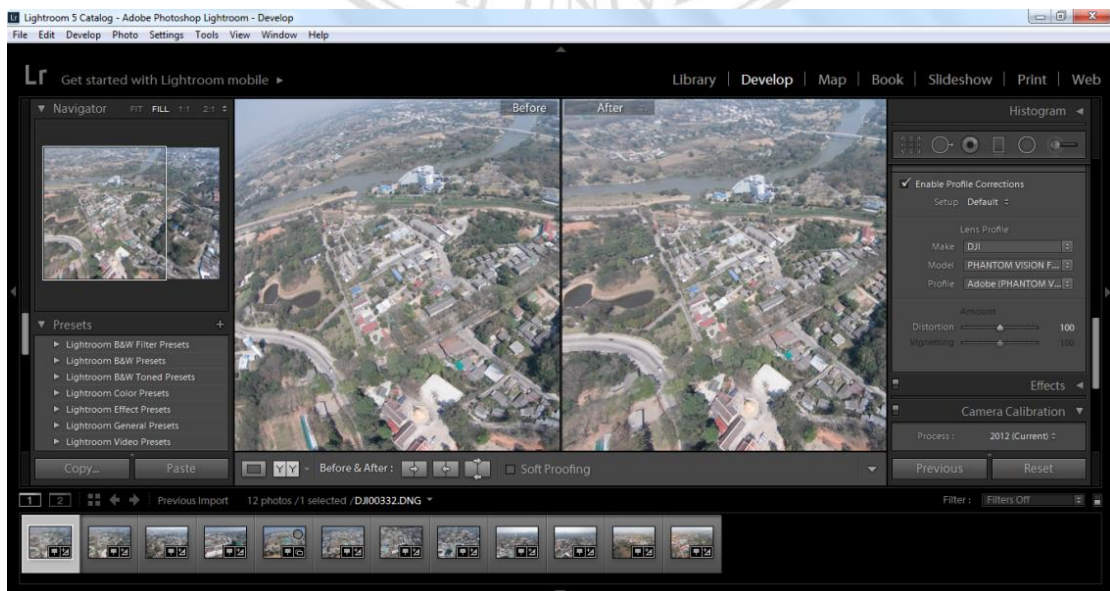 Lightroom 5 Catalog - Adobe Photoshop Lightroom - Develop
File Edit Develop Photo Settings Tools View Window Help
Lr Get started with Lightroom mobile
Library | Develop | Map | Book | Slideshow | Print | Web
Navigator FIT FILL 1:1 2:1
Before
After
Histogram
Enable Profile Corrections
Setup Default
Lens Profile
Make DJI
Model PHANTOM VISION F...
Profile Adobe (PHANTOM V...
Amount
Distortion 100
Vignetting 100
Effects
Camera Calibration
Process : 2012 (Current)
Previous Reset
Presets +
Lightroom B&W Filter Presets
Lightroom B&W Presets
Lightroom B&W Toned Presets
Lightroom Color Presets
Lightroom Effect Presets
Lightroom General Presets
Lightroom Video Presets
Copy... Paste
YY Before & After : Soft Proofing
1 2 Previous Import 12 photos /1 selected /DJI00332.DNG
Filter : Filters Off